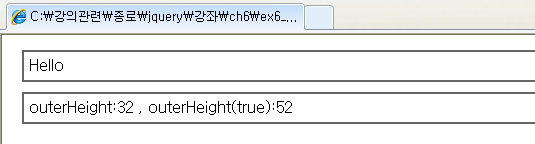 C:\강의관련\종로\jquery\강좌\ch6\ex6_...
Hello
outerHeight:32 , outerHeight(true):52